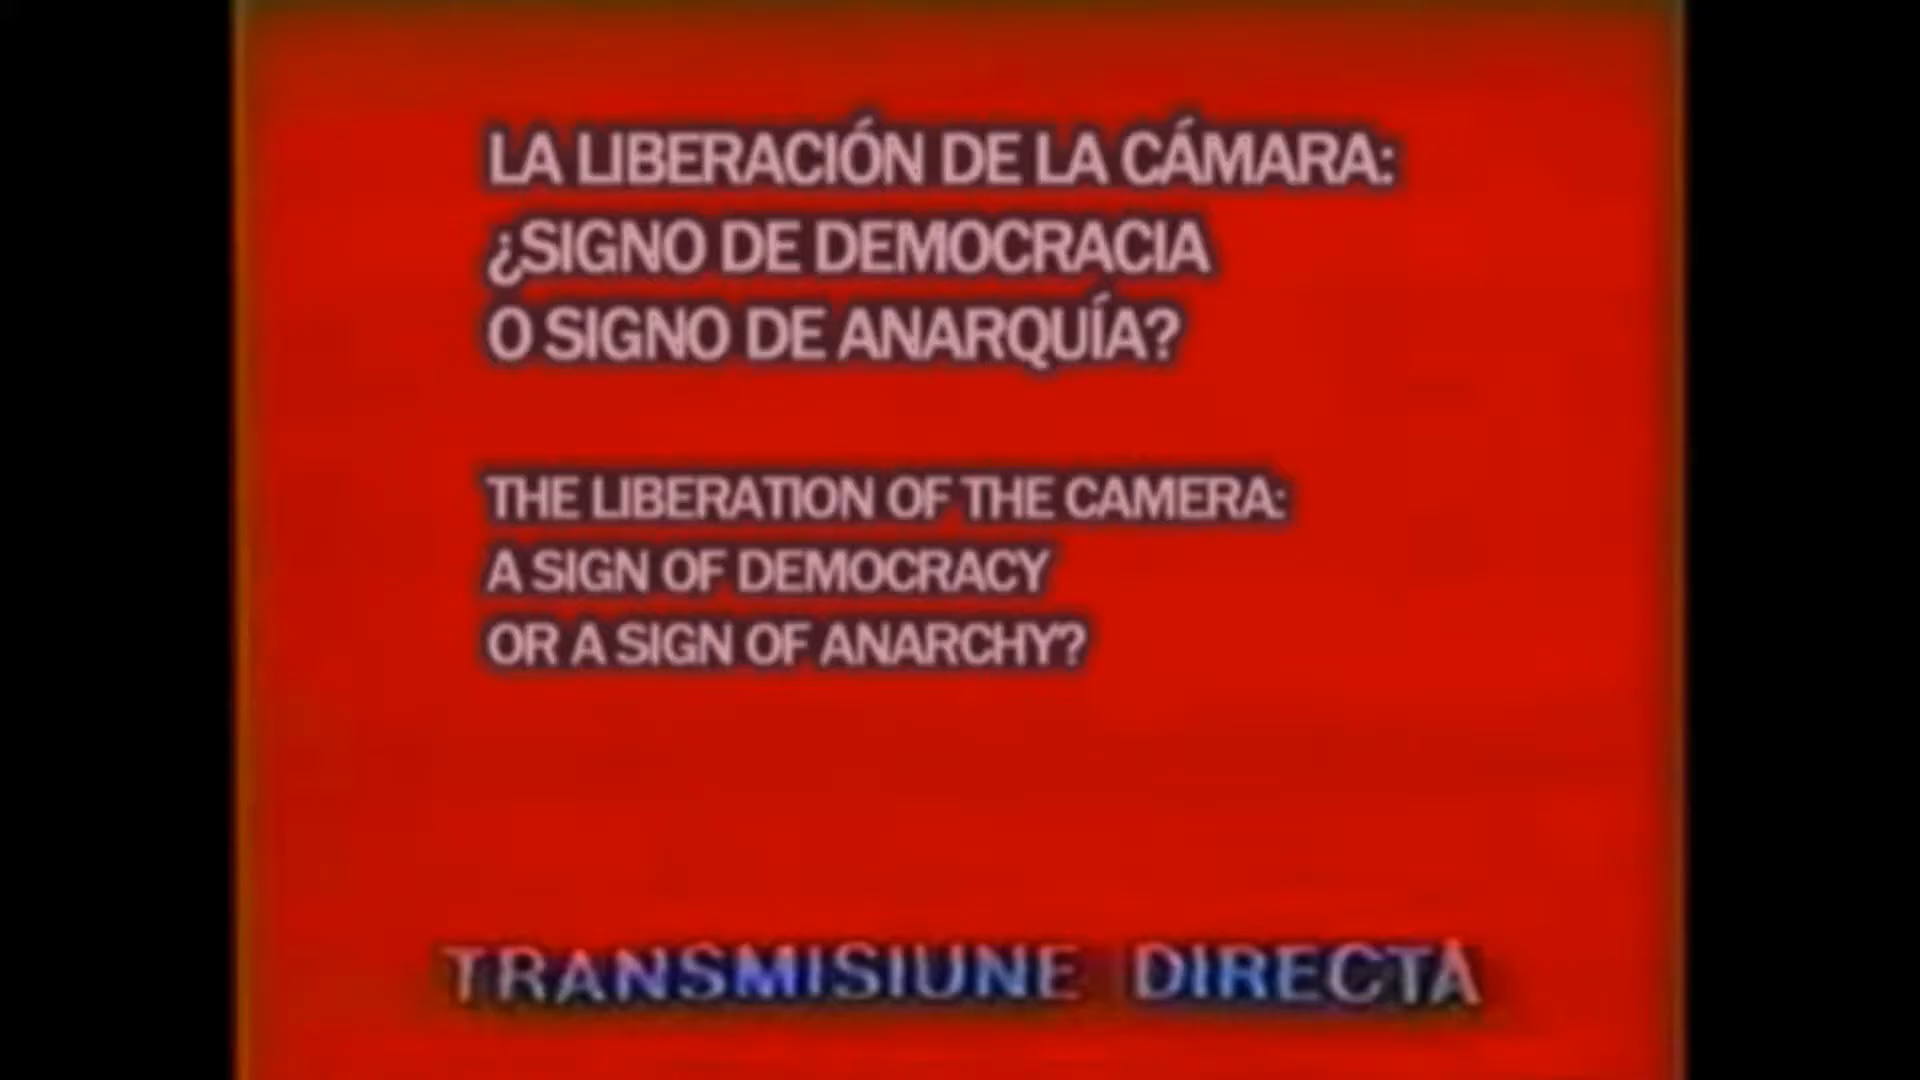 LA LIBERACIÓN DE LA CÁMARA:
¿SIGNO DE DEMOCRACIA
O SIGNO DE ANARQUÍA?
THE LIBERATION OF THE CAMERA:
A SIGN OF DEMOCRACY
OR A SIGN OF ANARCHY?
TRANSMISIUNE DIRECTĂ